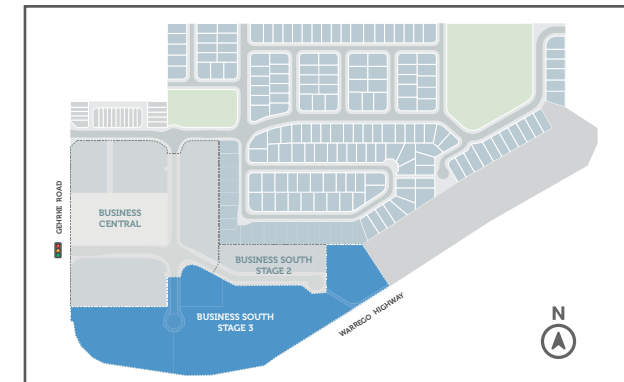 GEHRKE ROAD
BUSINESS
CENTRAL
BUSINESS SOUTH
STAGE 2
BUSINESS SOUTH
STAGE 3
WARREGO HIGHWAY
N